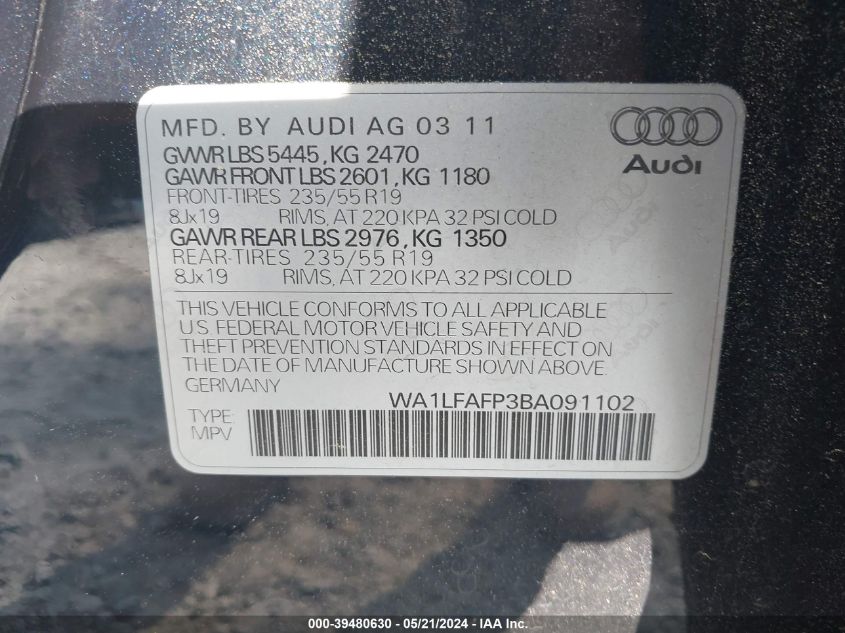 MFD. BY AUDI AG 03 11
GVWR LBS 5445, KG 2470
GAWR FRONT LBS 2601, KG 1180
FRONT-TIRES 235/55 R19
8Jx19 RIMS, AT 220 KPA 32 PSI COLD
GAWR REAR LBS 2976, KG 1350
REAR-TIRES 235/55 R19
8Jx19 RIMS, AT 220 KPA 32 PSI COLD
Audi
THIS VEHICLE CONFORMS TO ALL APPLICABLE
U.S. FEDERAL MOTOR VEHICLE SAFETY AND
THEFT PREVENTION STANDARDS IN EFFECT ON
THE DATE OF MANUFACTURE SHOWN ABOVE.
GERMANY
WA1LFAFP3BA091102
TYPE:
MPV
AUDI
000-39480630 - 05/21/2024 - IAA Inc.